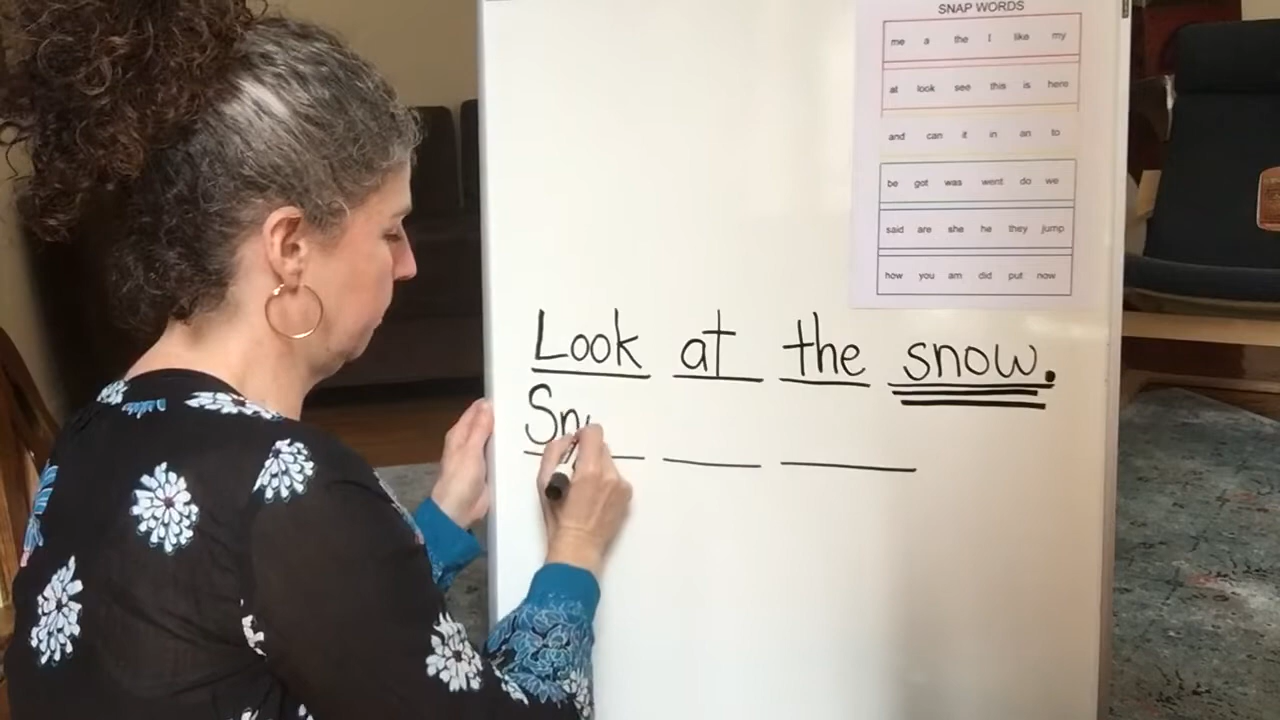 SNAP WORDS
me a the I like my
at look see this is here
and can it in an to
be got was went do we
said are she he they jump
how you am did put now
Look at the snow.
Sn